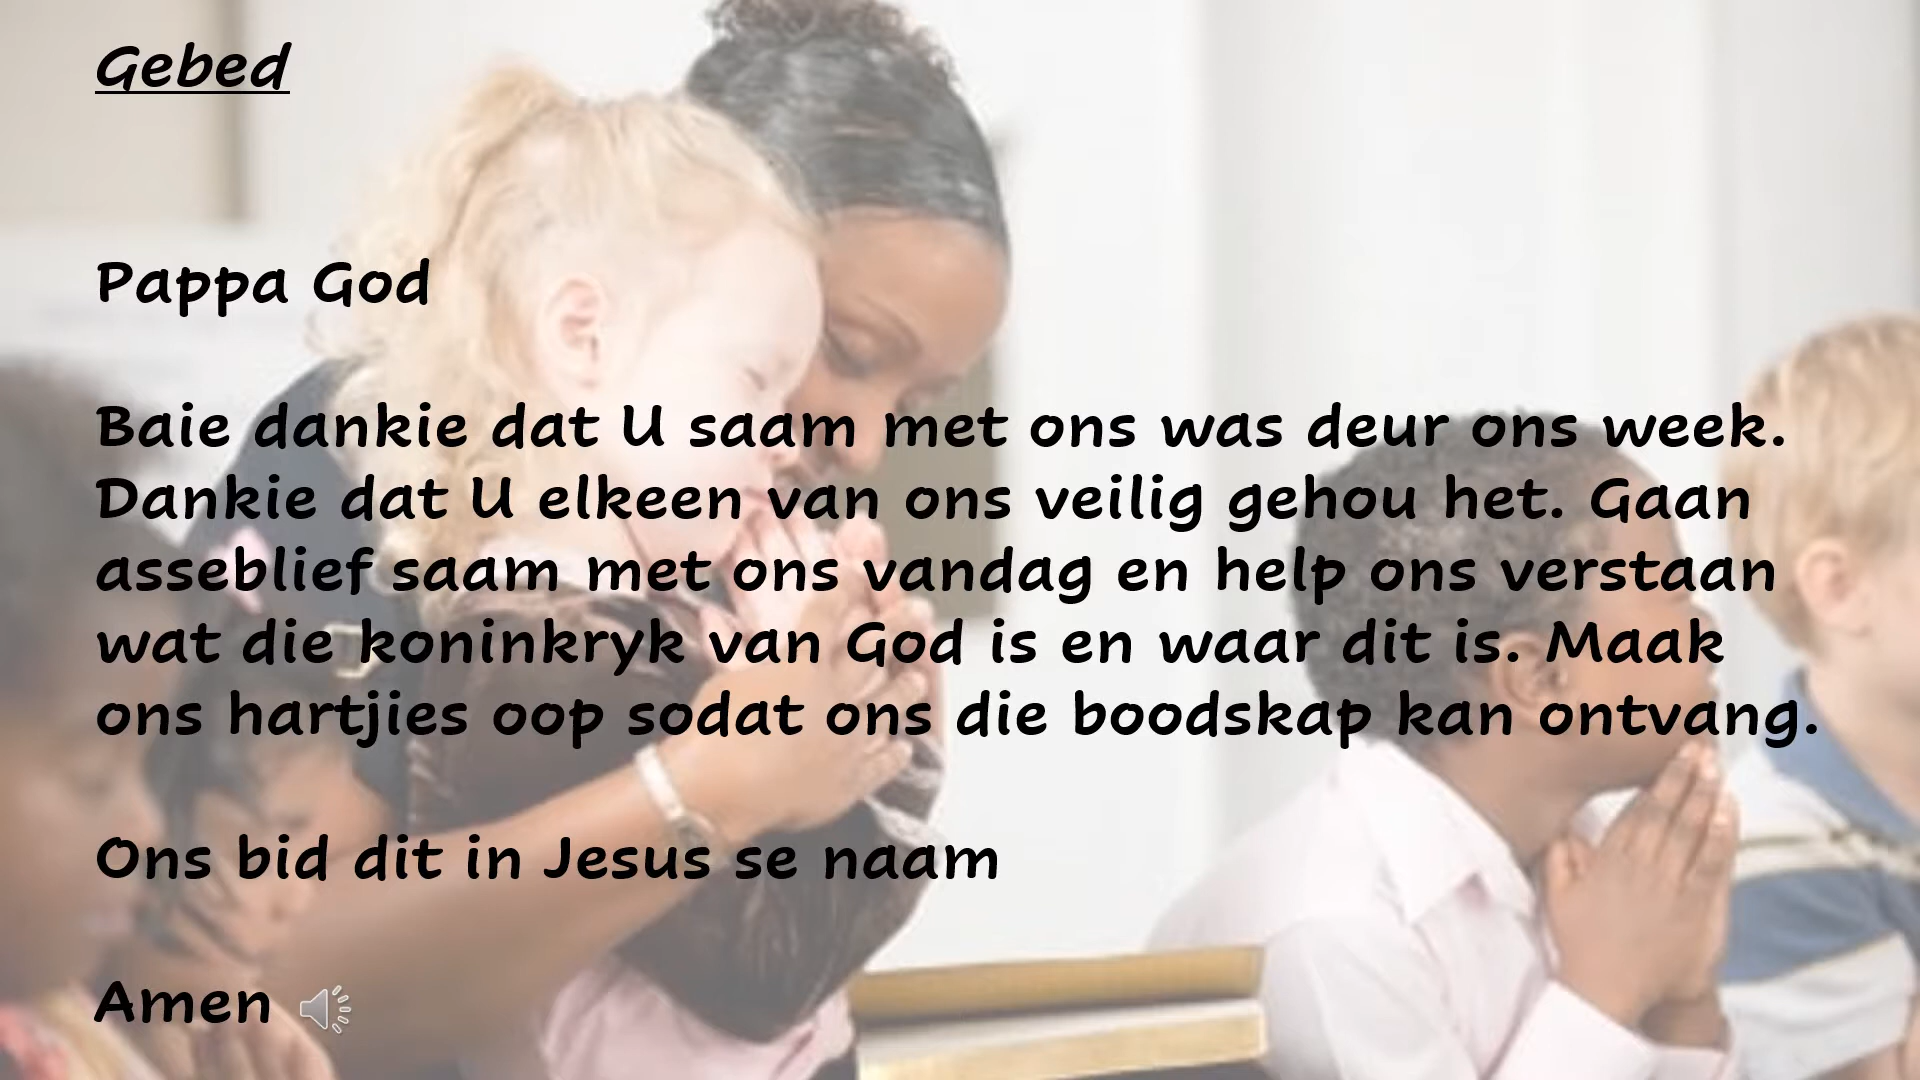 Gebed
Pappa God
Baie dankie dat U saam met ons was deur ons week.
Dankie dat U elkeen van ons veilig gehou het. Gaan
asseblief saam met ons vandag en help ons verstaan
wat die koninkryk van God is en waar dit is. Maak
ons hartjies oop sodat ons die boodskap kan ontvang.
Ons bid dit in Jesus se naam
Amen